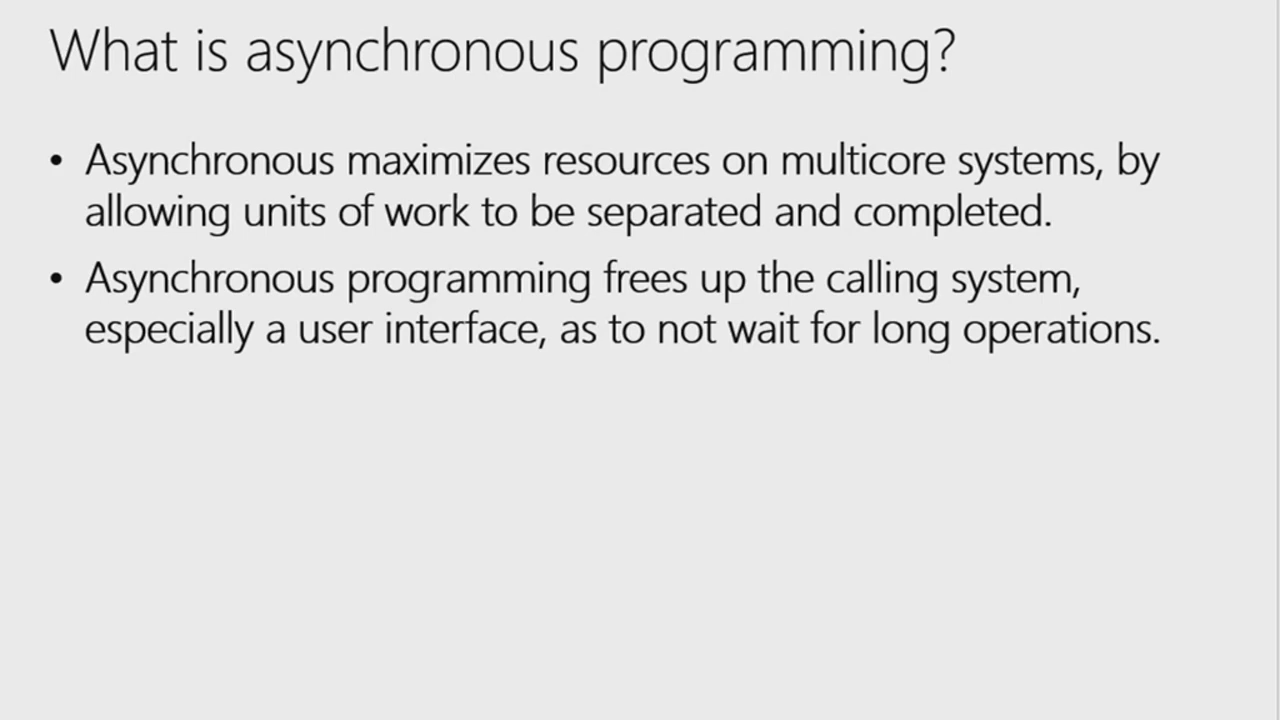 What is asynchronous programming?
• Asynchronous maximizes resources on multicore systems, by
allowing units of work to be separated and completed.
• Asynchronous programming frees up the calling system,
especially a user interface, as to not wait for long operations.